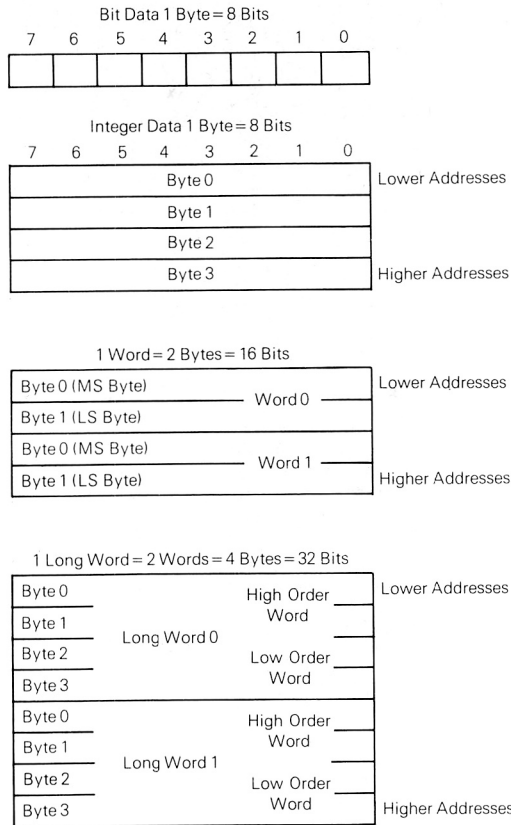 Bit Data 1 Byte = 8 Bits
7 6 5 4 3 2 1 0
Integer Data 1 Byte = 8 Bits
7 6 5 4 3 2 1 0
Byte 0 Lower Addresses
Byte 1
Byte 2
Byte 3 Higher Addresses
1 Word = 2 Bytes = 16 Bits
Byte 0 (MS Byte) Lower Addresses
Word 0
Byte 1 (LS Byte)
Byte 0 (MS Byte)
Word 1
Byte 1 (LS Byte) Higher Addresses
1 Long Word = 2 Words = 4 Bytes = 32 Bits
Byte 0 High Order Lower Addresses
Byte 1 Word
Long Word 0
Byte 2 Low Order
Byte 3 Word
Byte 0 High Order
Byte 1 Word
Long Word 1
Byte 2 Low Order
Byte 3 Word Higher Addresses